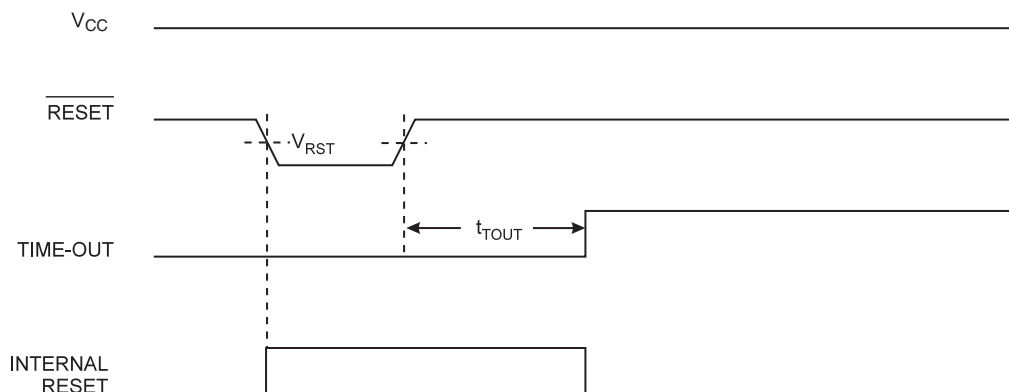 VCC
RESET
VRST
tTOUT
TIME-OUT
INTERNAL
RESET